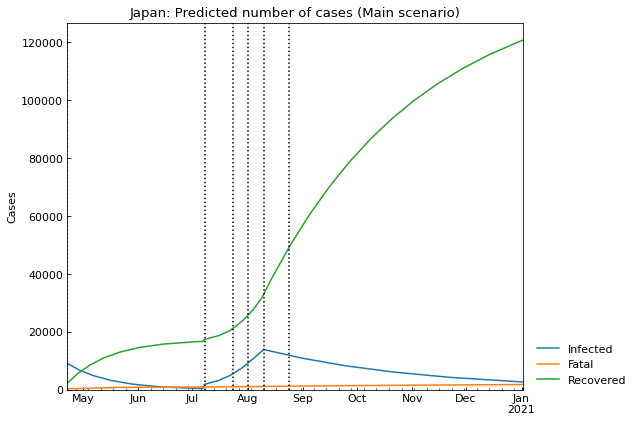 Japan: Predicted number of cases (Main scenario)
120000
100000
80000
60000
40000
20000
0
Cases
May Jun Jul Aug Sep Oct Nov Dec Jan
2021
Infected
Fatal
Recovered